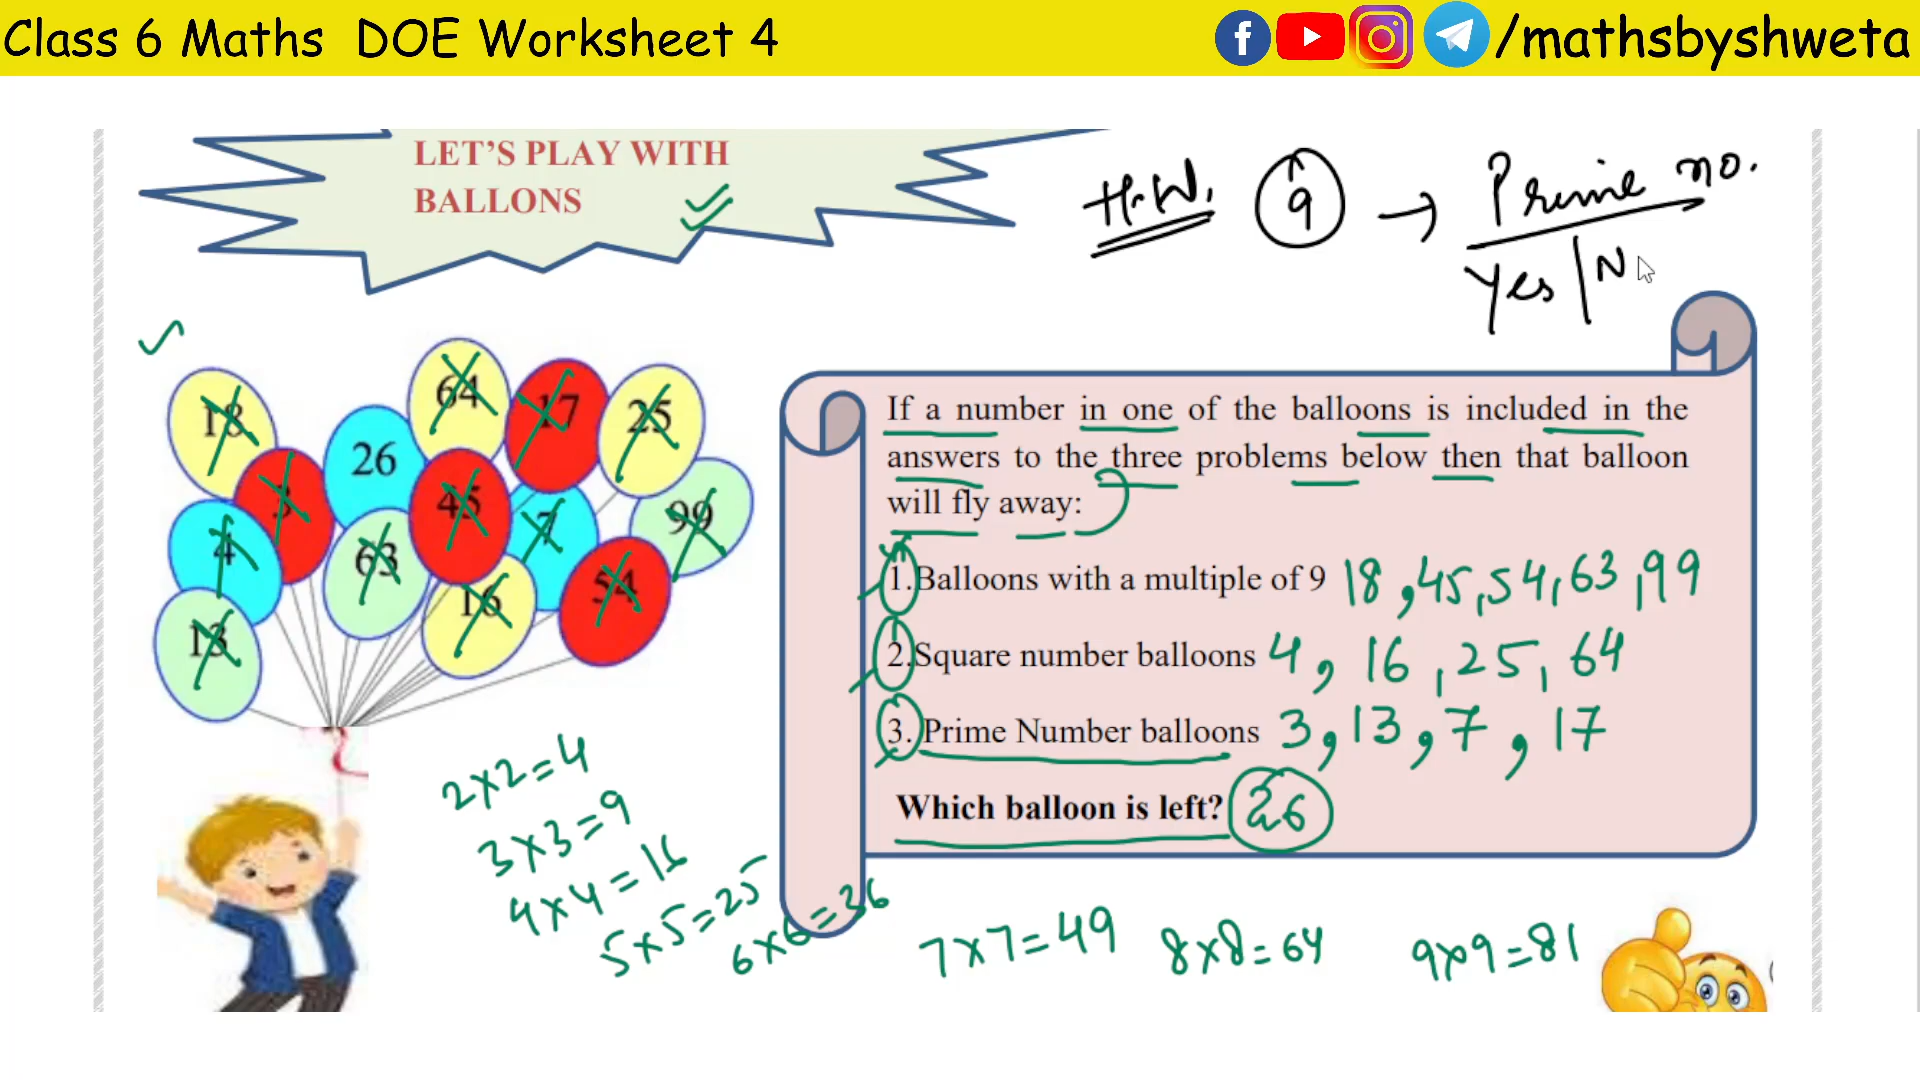 Class 6 Maths DOE Worksheet 4
/mathsbyshweta
LET'S PLAY WITH
BALLONS
H.W. 9 → Prime no.
Yes | N
18
64
17
25
3
26
45
7
99
4
63
16
54
13
If a number in one of the balloons is included in the
answers to the three problems below then that balloon
will fly away:
1.Balloons with a multiple of 9 18, 45, 54, 63, 99
2.Square number balloons 4, 16, 25, 64
3. Prime Number balloons 3, 13, 7, 17
Which balloon is left? 26
2×2=4
3×3=9
4×4=16
5×5=25
6×6=36
7×7=49
8×8=64
9×9=81